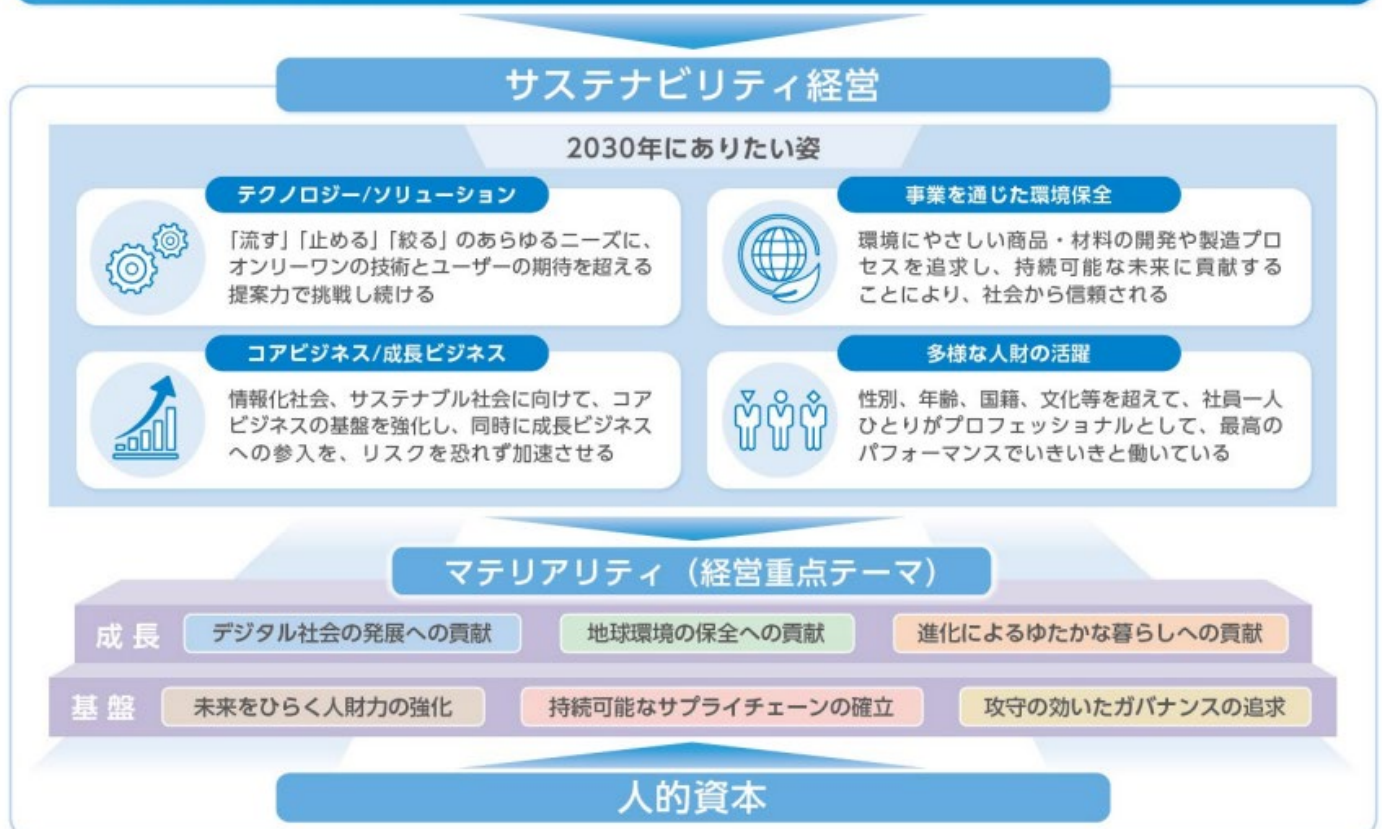 サステナビリティ経営
2030年にありたい姿
テクノロジー/ソリューション
「流す」「止める」「絞る」のあらゆるニーズに、
オンリーワンの技術とユーザーの期待を超える
提案力で挑戦し続ける
事業を通じた環境保全
環境にやさしい商品・材料の開発や製造プロ
セスを追求し、持続可能な未来に貢献する
ことにより、社会から信頼される
コアビジネス/成長ビジネス
情報化社会、サステナブル社会に向けて、コア
ビジネスの基盤を強化し、同時に成長ビジネス
への参入を、リスクを恐れず加速させる
多様な人財の活躍
性別、年齢、国籍、文化等を超えて、社員一人
ひとりがプロフェッショナルとして、最高の
パフォーマンスでいきいきと働いている
マテリアリティ（経営重点テーマ）
成長 デジタル社会の発展への貢献 地球環境の保全への貢献 進化によるゆたかな暮らしへの貢献
基盤 未来をひらく人財力の強化 持続可能なサプライチェーンの確立 攻守の効いたガバナンスの追求
人的資本